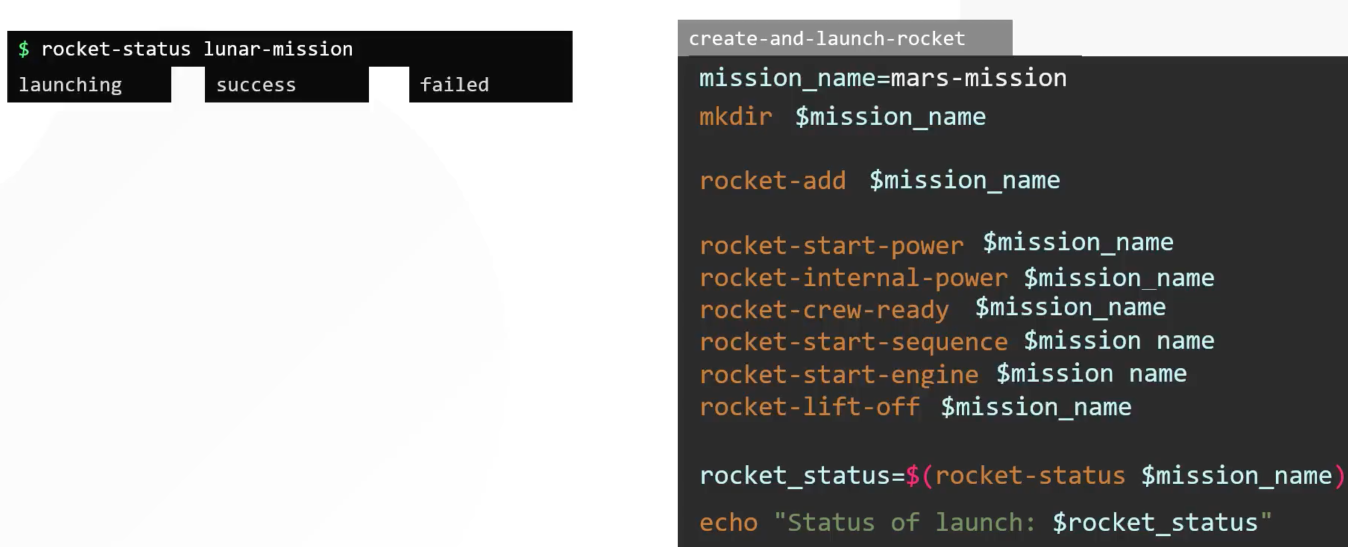 $ rocket-status lunar-mission
launching success failed
create-and-launch-rocket
mission_name=mars-mission
mkdir $mission_name
rocket-add $mission_name
rocket-start-power $mission_name
rocket-internal-power $mission_name
rocket-crew-ready $mission_name
rocket-start-sequence $mission name
rocket-start-engine $mission name
rocket-lift-off $mission_name
rocket_status=$(rocket-status $mission_name)
echo "Status of launch: $rocket_status"